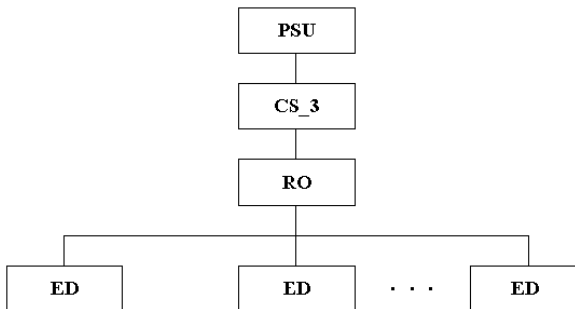 PSU
CS_3
RO
ED ED . . . ED